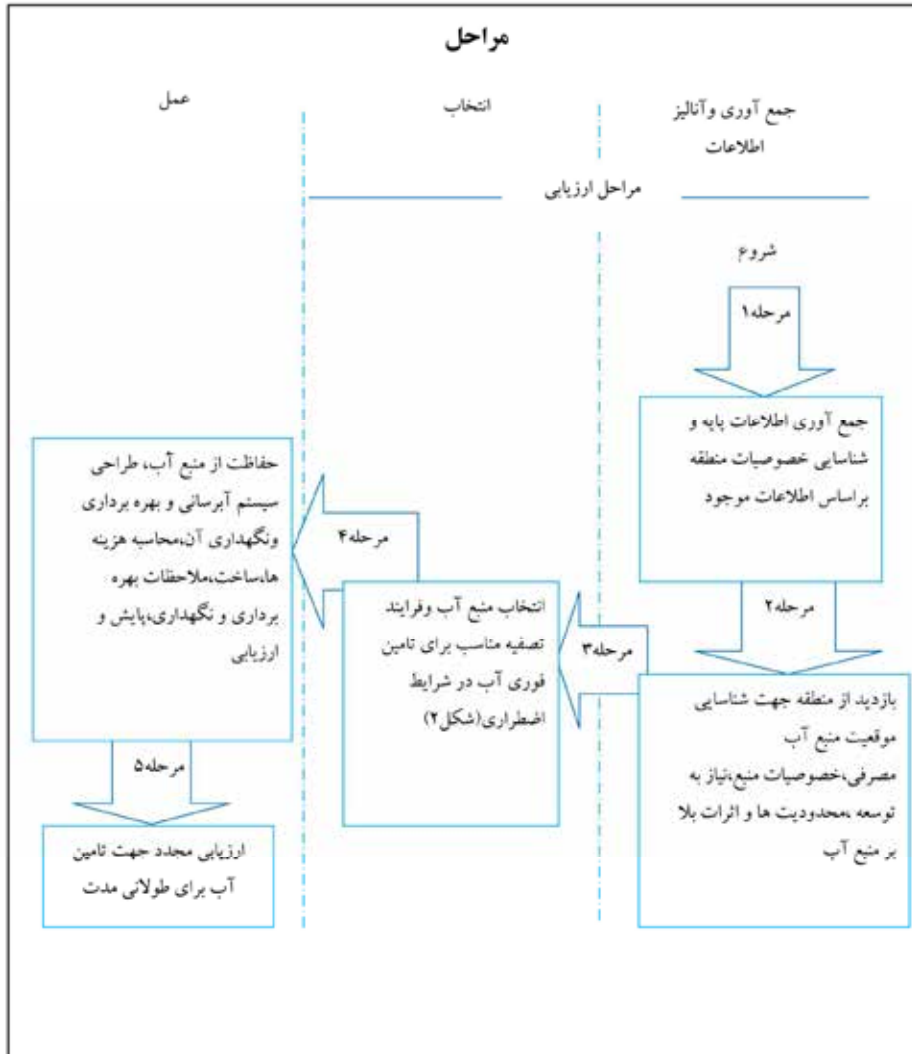 مراحل
جمع آوری وآنالیز
اطلاعات
انتخاب
عمل
مراحل ارزیابی
شروع
مرحله۱
جمع آوری اطلاعات پایه و
شناسایی خصوصیات منطقه
براساس اطلاعات موجود
مرحله۲
بازدید از منطقه جهت شناسایی
موقعیت منبع آب
مصرفی،خصوصیات منبع،نیاز به
توسعه ،محدودیت ها و اثرات بلا
بر منبع آب
مرحله۳
انتخاب منبع آب وفرایند
تصفیه مناسب برای تامین
فوری آب در شرایط
اضطراری(شکل۲)
مرحله۴
حفاظت از منبع آب، طراحی
سیستم آبرسانی و بهره برداری
ونگهداری آن،محاسبه هزینه
ها،ساخت،ملاحظات بهره
برداری و نگهداری،پایش و
ارزیابی
مرحله۵
ارزیابی مجدد جهت تامین
آب برای طولانی مدت